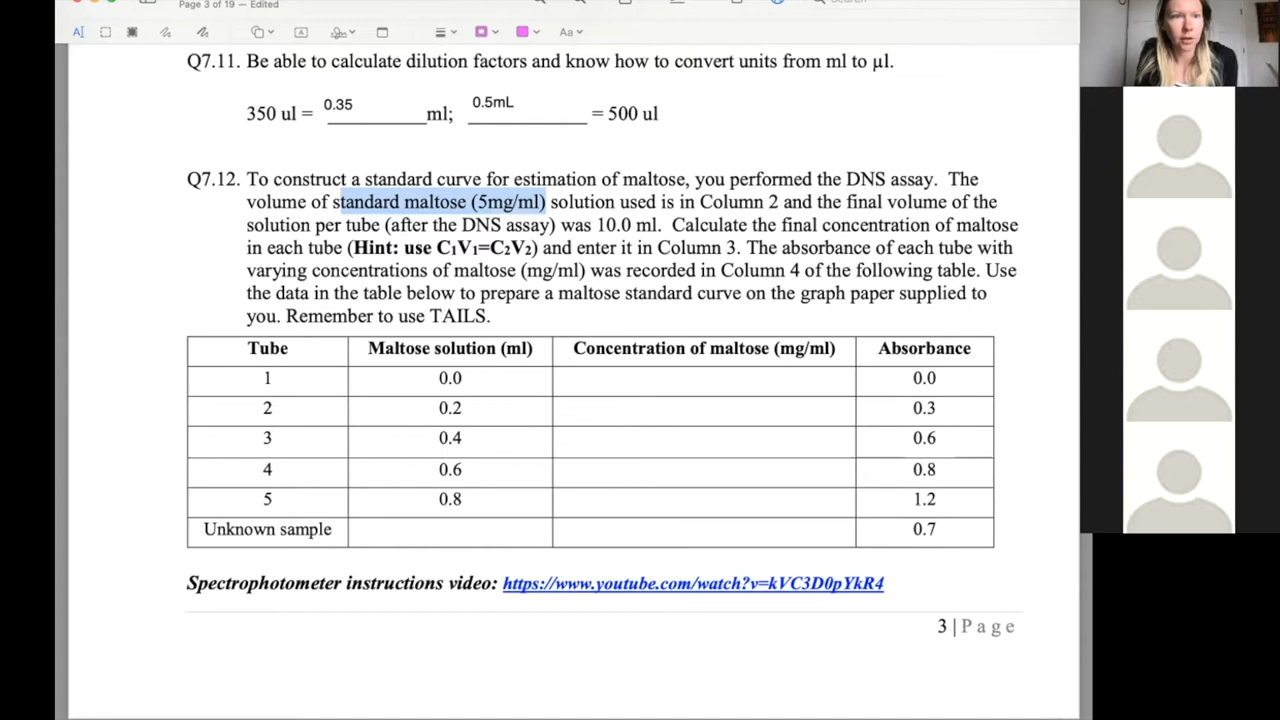 Page 3 of 19 — Edited
Q7.11. Be able to calculate dilution factors and know how to convert units from ml to µl.
350 ul = 0.35 ml; 0.5mL = 500 ul
Q7.12. To construct a standard curve for estimation of maltose, you performed the DNS assay. The
volume of standard maltose (5mg/ml) solution used is in Column 2 and the final volume of the
solution per tube (after the DNS assay) was 10.0 ml. Calculate the final concentration of maltose
in each tube (Hint: use C₁V₁=C₂V₂) and enter it in Column 3. The absorbance of each tube with
varying concentrations of maltose (mg/ml) was recorded in Column 4 of the following table. Use
the data in the table below to prepare a maltose standard curve on the graph paper supplied to
you. Remember to use TAILS.
Tube Maltose solution (ml) Concentration of maltose (mg/ml) Absorbance
1 0.0 0.0
2 0.2 0.3
3 0.4 0.6
4 0.6 0.8
5 0.8 1.2
Unknown sample 0.7
Spectrophotometer instructions video: https://www.youtube.com/watch?v=kVC3D0pYkR4
3 | Page